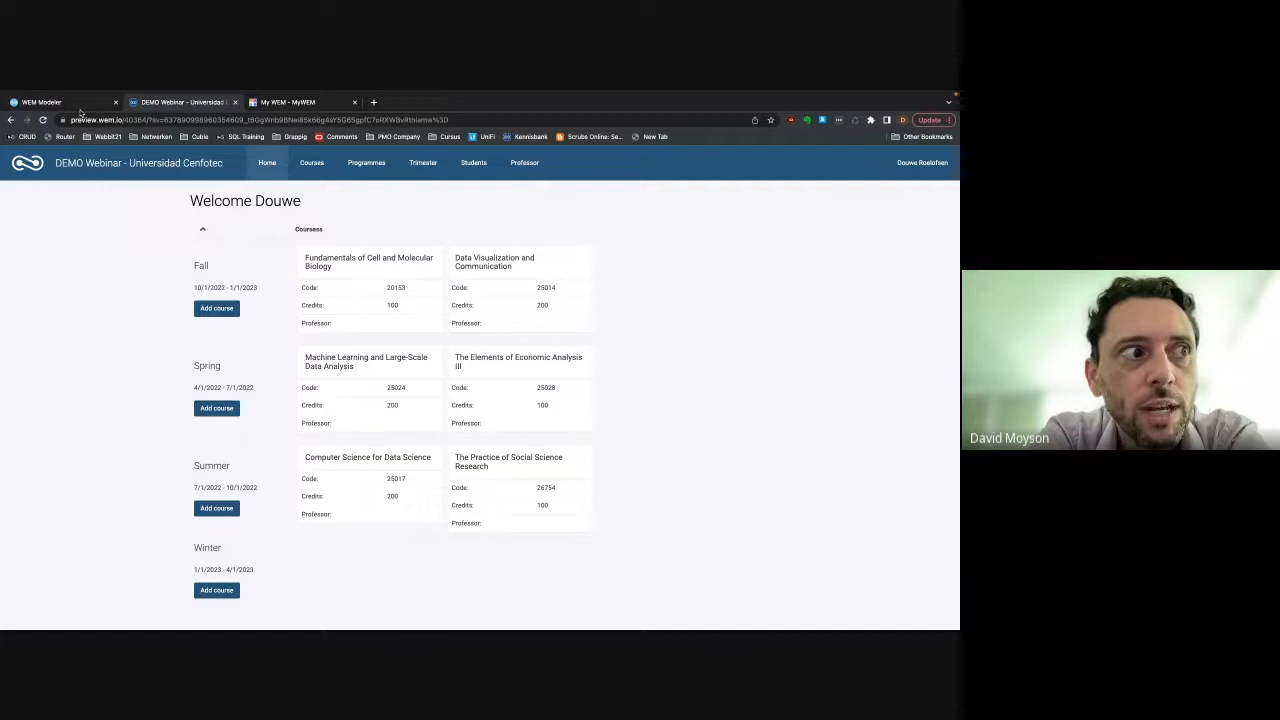 WEM Modeler
DEMO Webinar - Universidad
My WEM - MyWEM
Update
CRUD
Router
Webbit21
Netwerken
Cuble
SQL Training
Grappig
Comments
PMO Company
Cursus
UniFi
Kennisbank
Scrubs Online: Se...
New Tab
Other Bookmarks
DEMO Webinar - Universidad Cenfotec
Home
Courses
Programmes
Trimester
Students
Professor
Douwe Roelofsen
Welcome Douwe
Coursess
Fall
10/1/2022 - 1/1/2023
Add course
Fundamentals of Cell and Molecular
Biology
Code: 20153
Credits: 100
Professor:
Data Visualization and
Communication
Code: 25014
Credits: 200
Professor:
Spring
4/1/2022 - 7/1/2022
Add course
Machine Learning and Large-Scale
Data Analysis
Code: 25024
Credits: 200
Professor:
The Elements of Economic Analysis
III
Code: 25028
Credits: 100
Professor:
Summer
7/1/2022 - 10/1/2022
Add course
Computer Science for Data Science
Code: 25017
Credits: 200
Professor:
The Practice of Social Science
Research
Code: 26754
Credits: 100
Professor:
Winter
1/1/2023 - 4/1/2023
Add course
David Moyson